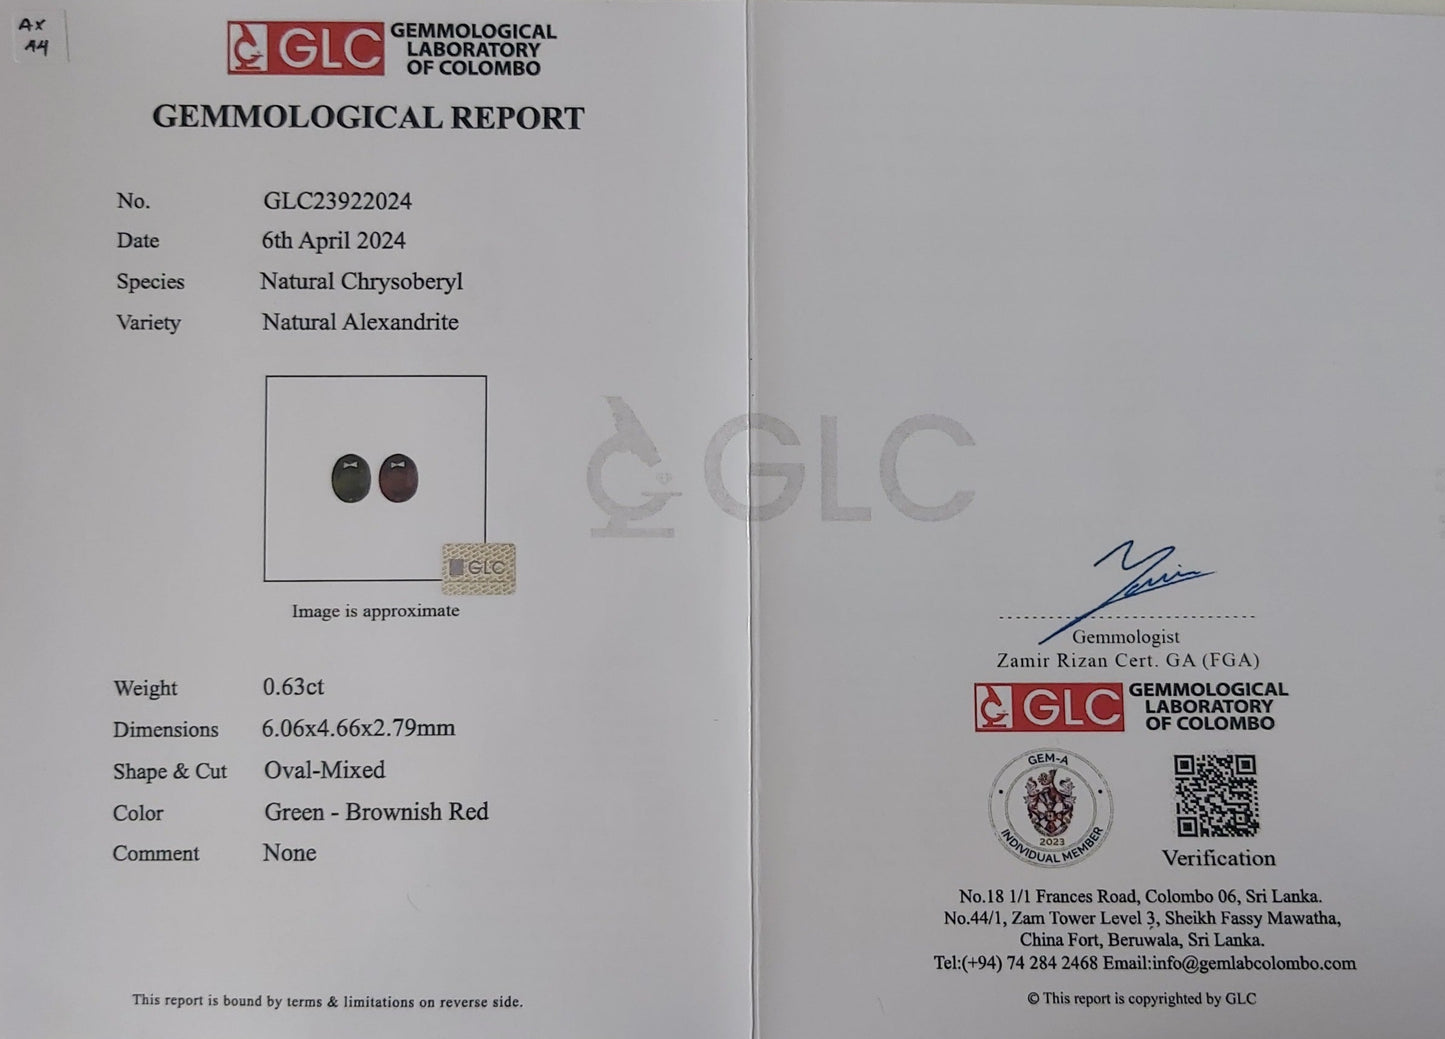 AX
A4
GLC GEMMOLOGICAL
LABORATORY
OF COLOMBO
GEMMOLOGICAL REPORT
No. GLC23922024
Date 6th April 2024
Species Natural Chrysoberyl
Variety Natural Alexandrite
GLC
Image is approximate
Weight 0.63ct
Dimensions 6.06x4.66x2.79mm
Shape & Cut Oval-Mixed
Color Green - Brownish Red
Comment None
This report is bound by terms & limitations on reverse side.
GLC
Gemmologist
Zamir Rizan Cert. GA (FGA)
GLC GEMMOLOGICAL
LABORATORY
OF COLOMBO
GEM-A
2023
INDIVIDUAL MEMBER
Verification
No.18 1/1 Frances Road, Colombo 06, Sri Lanka.
No.44/1, Zam Tower Level 3, Sheikh Fassy Mawatha,
China Fort, Beruwala, Sri Lanka.
Tel:(+94) 74 284 2468 Email:info@gemlabcolombo.com
© This report is copyrighted by GLC